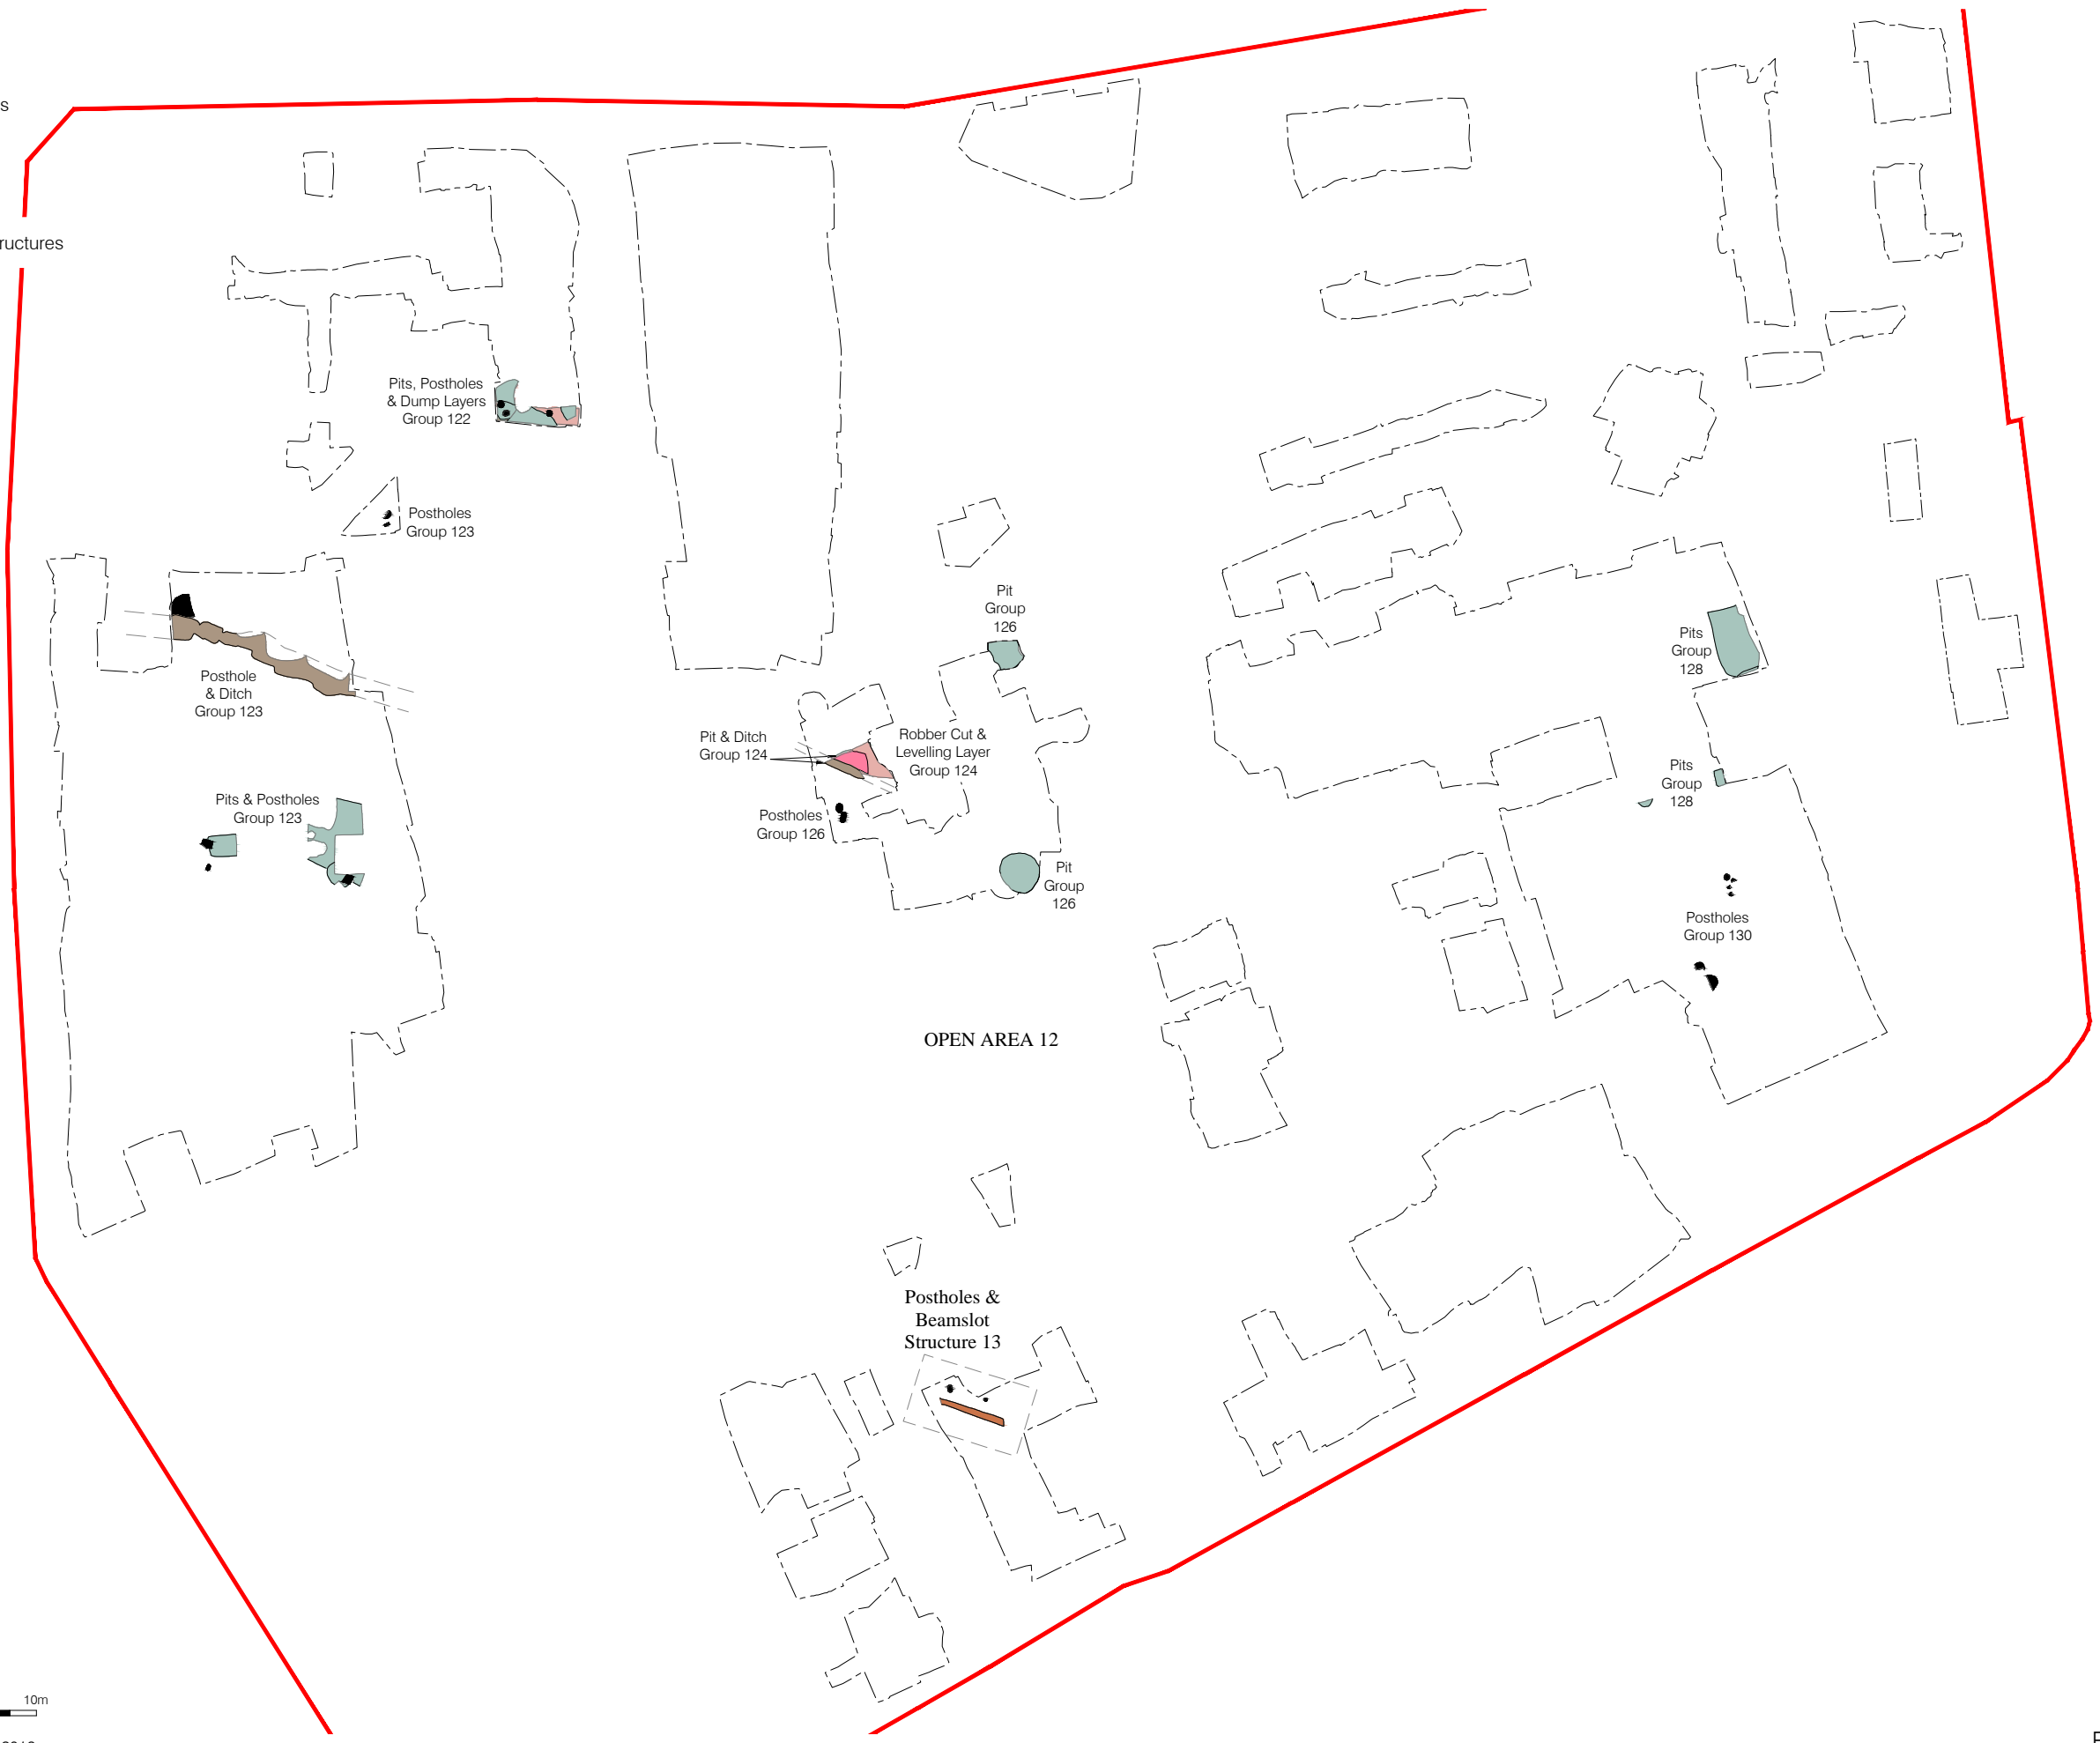 s
ructures
Pits, Postholes
& Dump Layers
Group 122
Postholes
Group 123
Posthole
& Ditch
Group 123
Pits & Postholes
Group 123
Pit
Group
126
Pit & Ditch
Group 124
Robber Cut &
Levelling Layer
Group 124
Postholes
Group 126
Pit
Group
126
Pits
Group
128
Pits
Group
128
Postholes
Group 130
OPEN AREA 12
Postholes &
Beamslot
Structure 13
10m